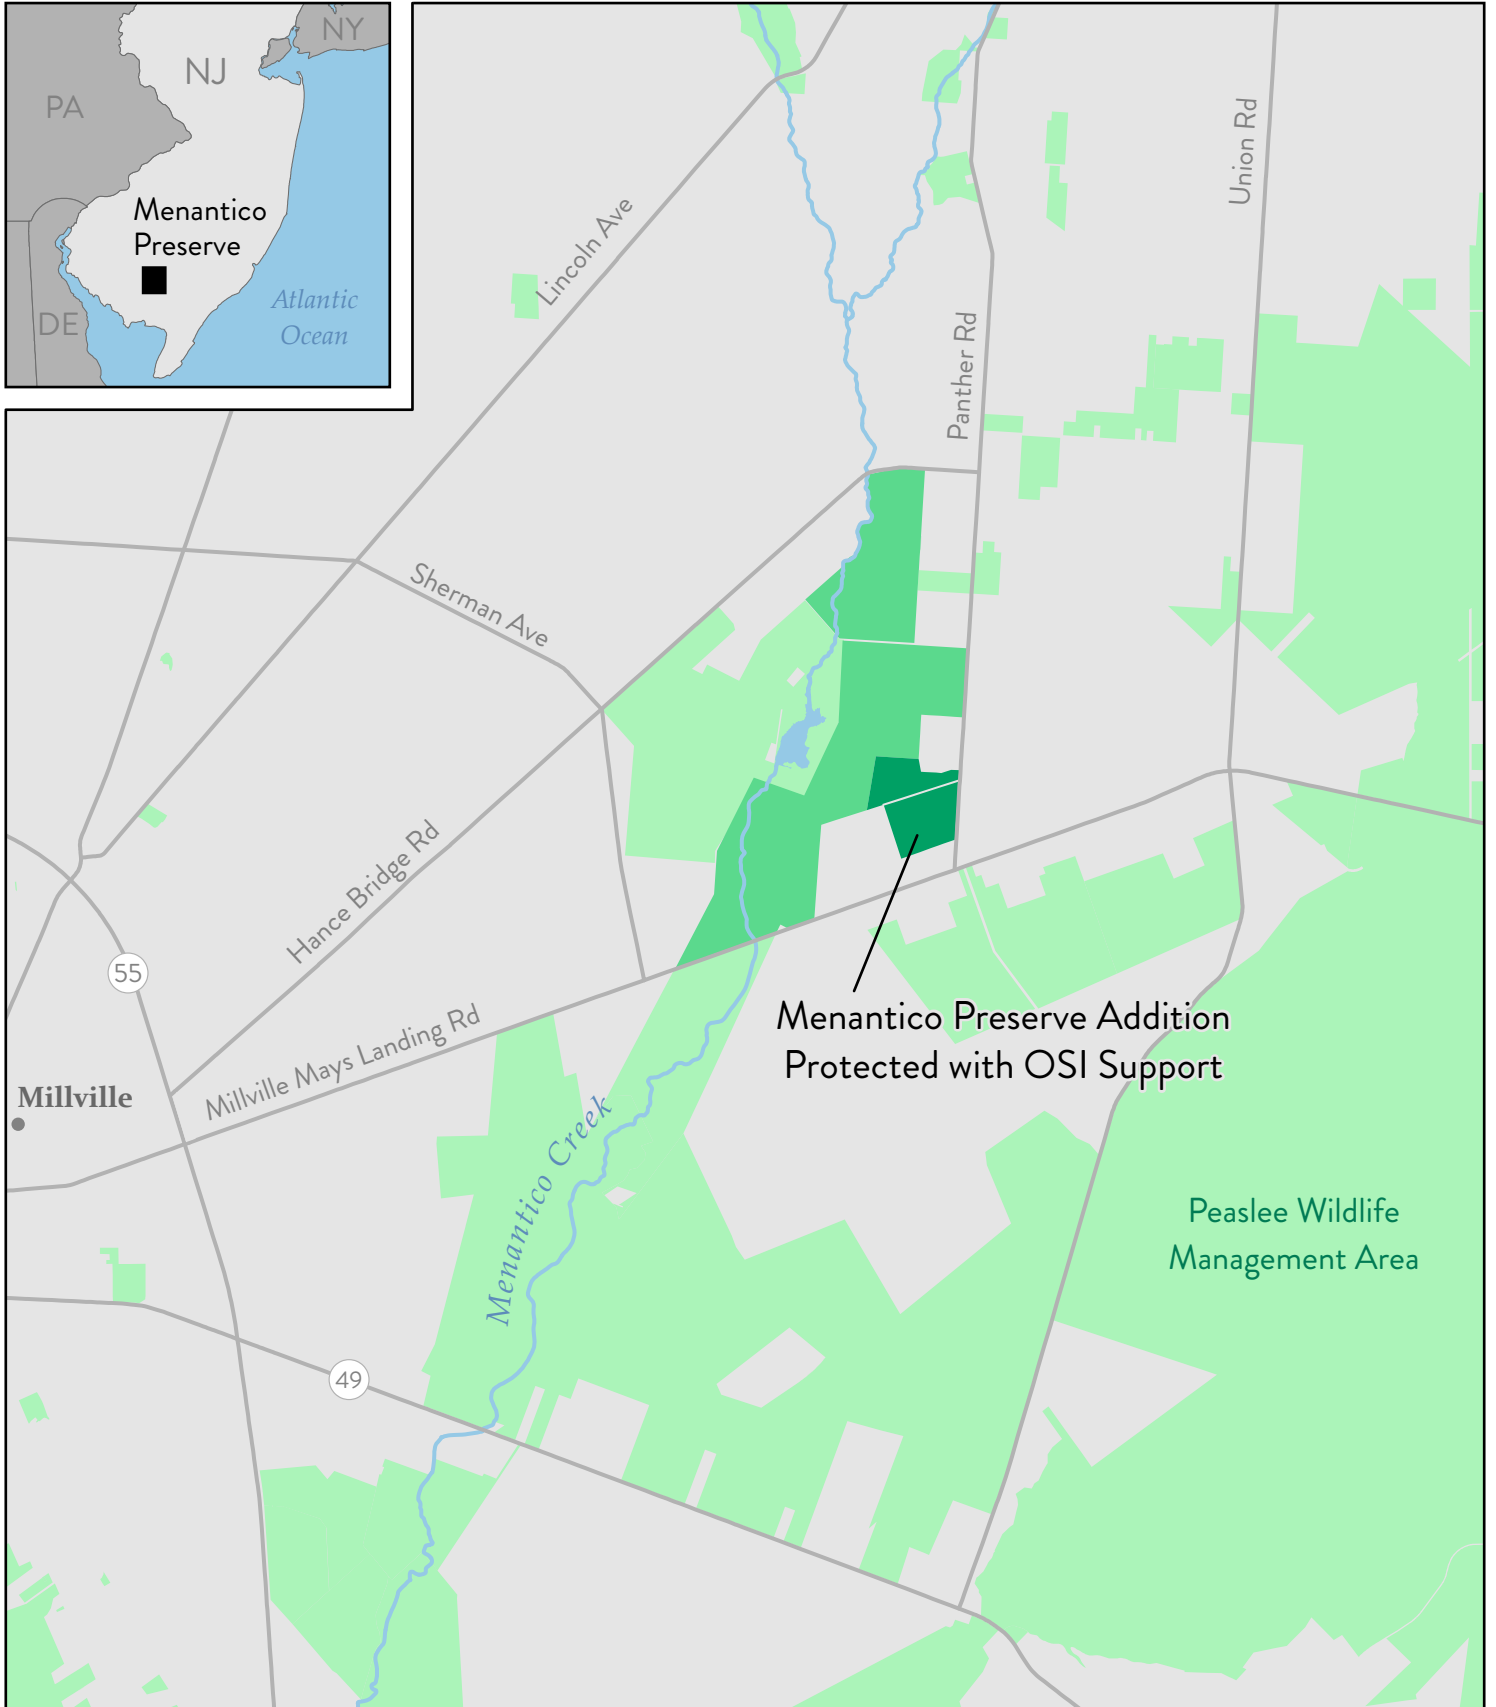 NY
NJ
PA
Menantico
Preserve
DE
Atlantic
Ocean
Union Rd
Lincoln Ave
Panther Rd
Sherman Ave
Hance Bridge Rd
55
Menantico Preserve Addition
Protected with OSI Support
Millville Mays Landing Rd
Millville
Menantico Creek
Peaslee Wildlife
Management Area
49